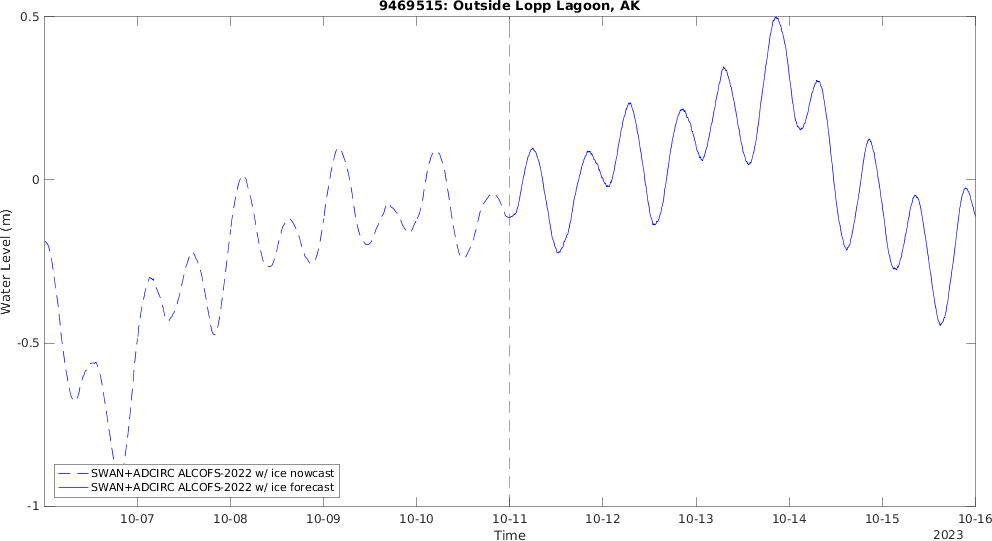 9469515: Outside Lopp Lagoon, AK
0.5
0
-0.5
-1
Water Level (m)
SWAN+ADCIRC ALCOFS-2022 w/ ice nowcast
SWAN+ADCIRC ALCOFS-2022 w/ ice forecast
10-07 10-08 10-09 10-10 10-11 10-12 10-13 10-14 10-15 10-16
Time
2023